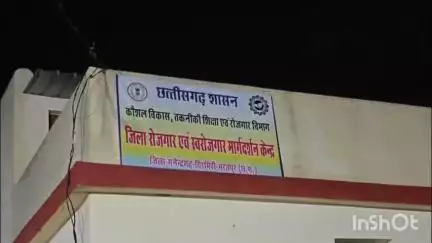 छत्तीसगढ़ शासन
कौशल विकास, तकनीकी शिक्षा एवं रोजगार विभाग
जिला रोजगार एवं स्वरोजगार मार्गदर्शन केन्द्र
जिला-मनेन्द्रगढ़-चिरमिरी-भरतपुर (छ.ग.)
InShOt